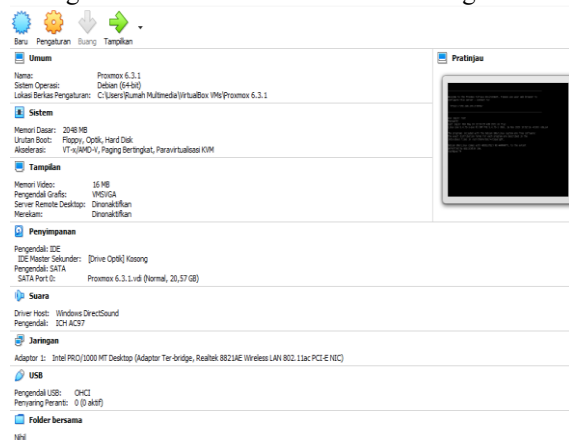 Baru Pengaturan Buang Tampilkan
Umum
Nama: Proxmox 6.3.1
Sistem Operasi: Debian (64-bit)
Lokasi Berkas Pengaturan: C:\Users\Rumah Multimedia\VirtualBox VMs\Proxmox 6.3.1
Sistem
Memori Dasar: 2048 MB
Urutan Boot: Floppy, Optik, Hard Disk
Akselerasi: VT-x/AMD-V, Paging Bertingkat, Paravirtualisasi KVM
Tampilan
Memori Video: 16 MB
Pengendali Grafis: VMSVGA
Server Remote Desktop: Dinonaktifkan
Merekam: Dinonaktifkan
Penyimpanan
Pengendali: IDE
IDE Master Sekunder: [Drive Optik] Kosong
Pengendali: SATA
SATA Port 0: Proxmox 6.3.1.vdi (Normal, 20,57 GB)
Suara
Driver Host: Windows DirectSound
Pengendali: ICH AC97
Jaringan
Adaptor 1: Intel PRO/1000 MT Desktop (Adaptor Ter-bridge, Realtek 8821AE Wireless LAN 802.11ac PCI-E NIC)
USB
Pengendali USB: OHCI
Penyaring Peranti: 0 (0 aktif)
Folder bersama
Nihil
Pratinjau